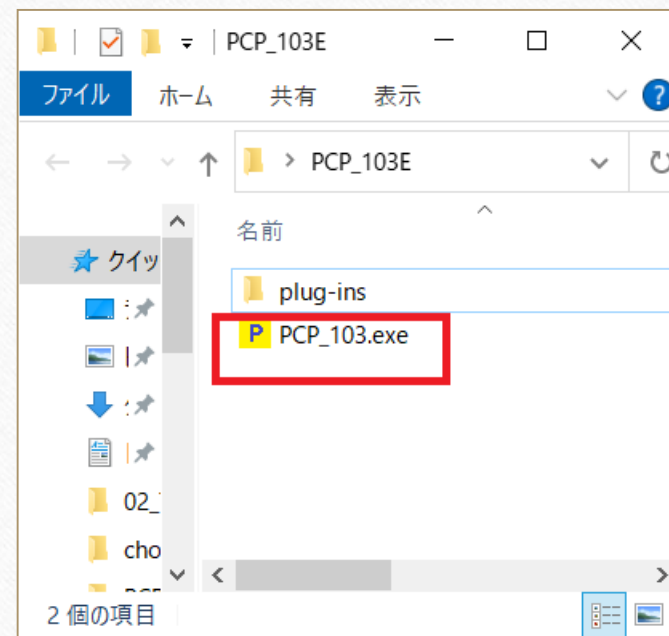 PCP_103E
ファイル ホーム 共有 表示 ?
PCP_103E
名前
クイッ
plug-ins
P PCP_103.exe
02_
cho
2 個の項目